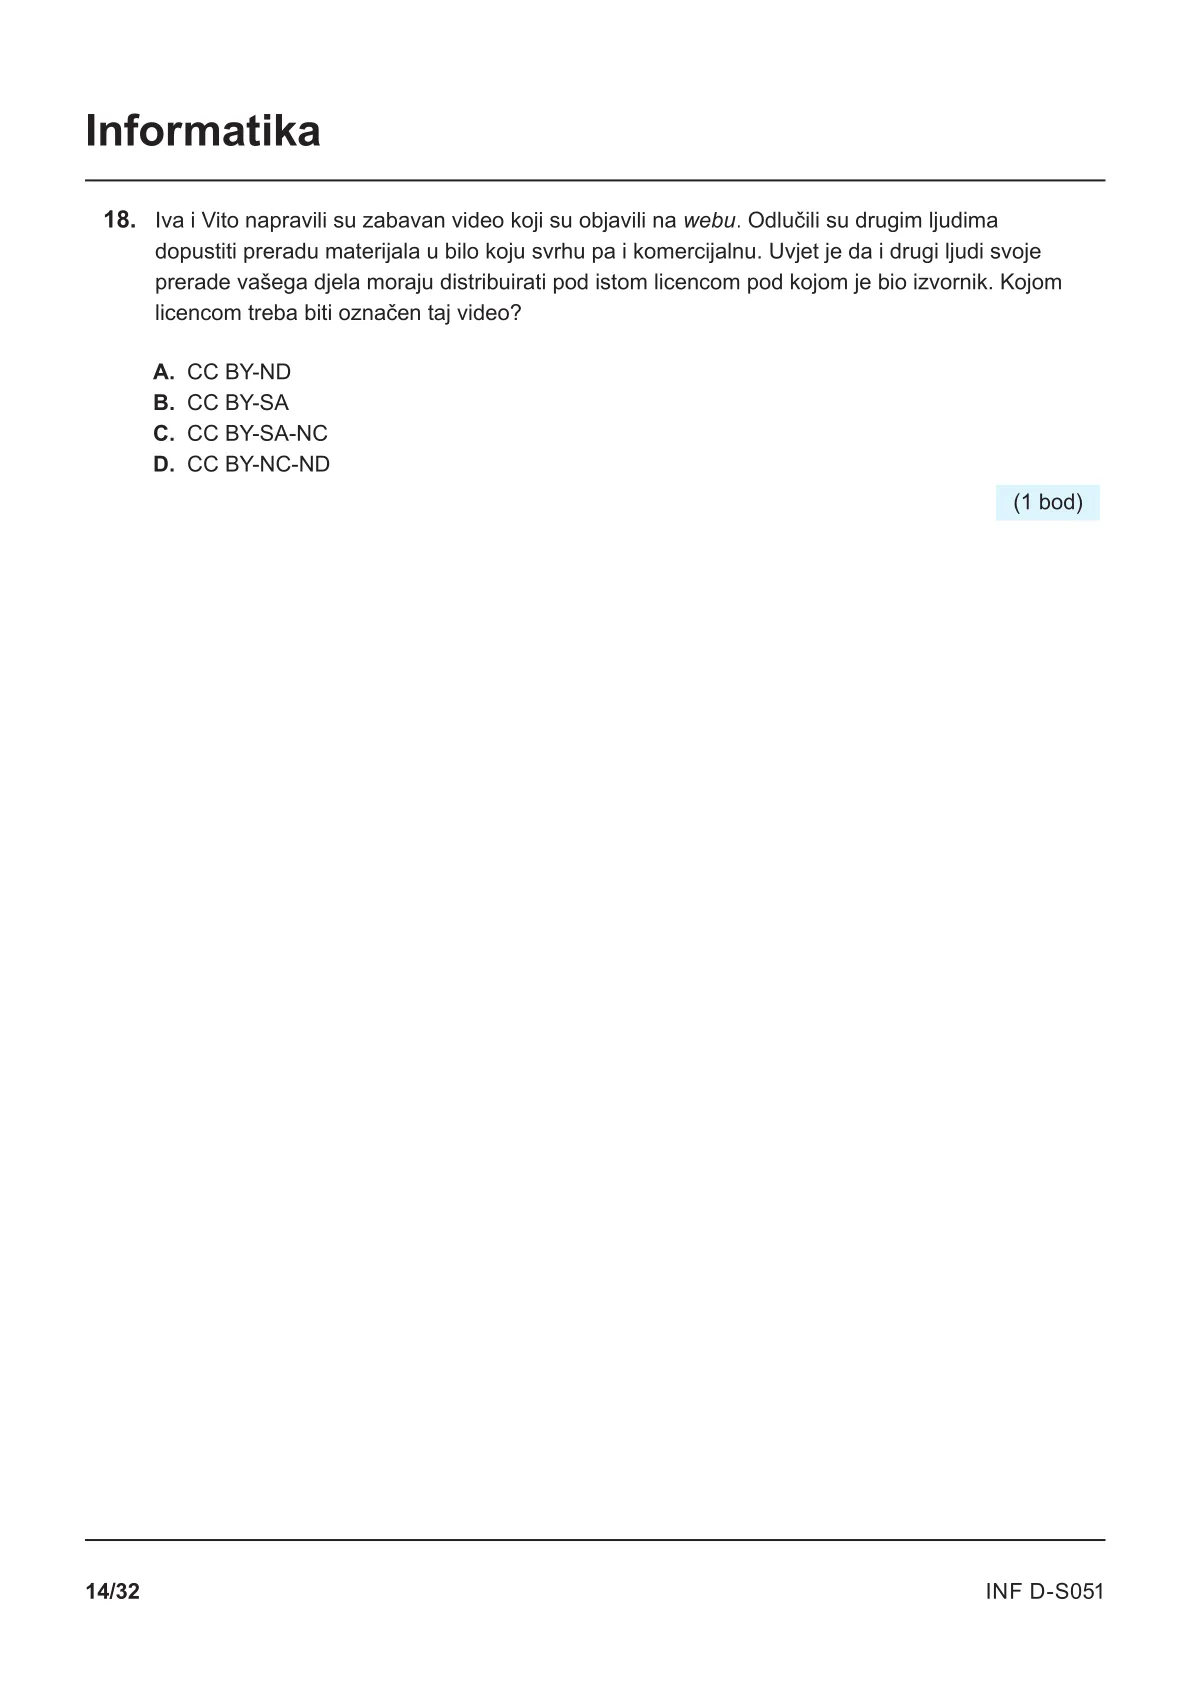 Informatika
18. Iva i Vito napravili su zabavan video koji su objavili na webu. Odlučili su drugim ljudima
dopustiti preradu materijala u bilo koju svrhu pa i komercijalnu. Uvjet je da i drugi ljudi svoje
prerade vašega djela moraju distribuirati pod istom licencom pod kojom je bio izvornik. Kojom
licencom treba biti označen taj video?
A. CC BY-ND
B. CC BY-SA
C. CC BY-SA-NC
D. CC BY-NC-ND
(1 bod)
14/32
INF D-S051